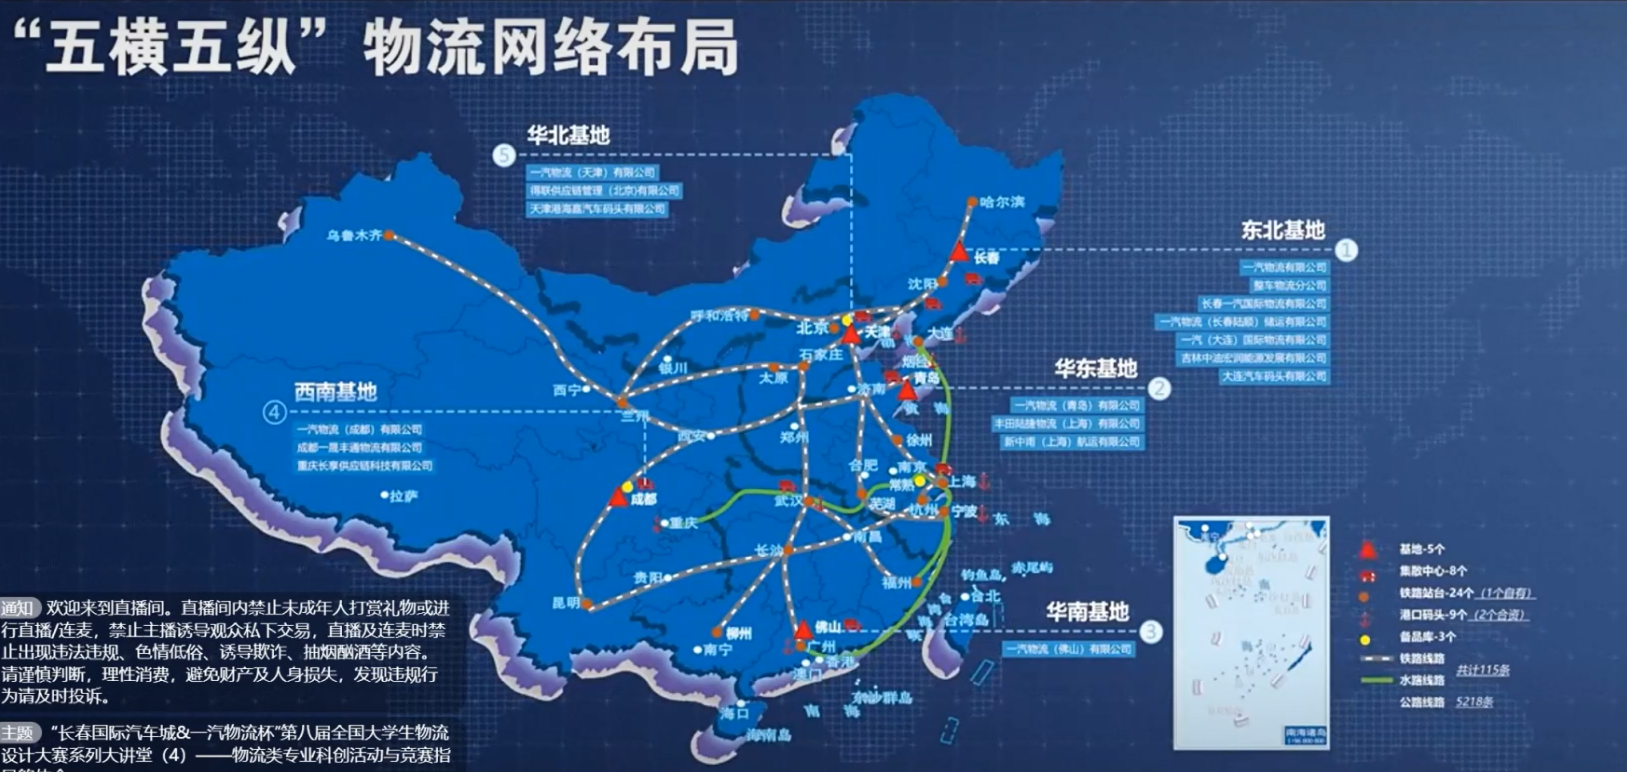 “五横五纵”物流网络布局
⑤ 华北基地
一汽物流（天津）有限公司
得联供应链管理（北京)有限公司
天津港海嘉汽车码头有限公司
东北基地 ①
一汽物流有限公司
整车物流分公司
长春一汽国际物流有限公司
一汽物流（长春陆顺）储运有限公司
一汽（大连）国际物流有限公司
吉林中油宏润能源发展有限公司
大连汽车码头有限公司
华东基地 ②
一汽物流（青岛）有限公司
丰田陆捷物流（上海）有限公司
新中甫（上海）航运有限公司
④ 西南基地
一汽物流（成都）有限公司
成都一晟丰通物流有限公司
重庆长享供应链科技有限公司
华南基地 ③
一汽物流（佛山）有限公司
哈尔滨
乌鲁木齐
长春
沈阳
呼和浩特
北京
天津
大连
石家庄
烟台
银川
太原
青岛
西宁
济南
黄 海
兰州
西安
郑州
徐州
合肥
南京
常熟
上海
拉萨
成都
武汉
芜湖
杭州
宁波
东 海
重庆
南昌
长沙
贵阳
福州
钓鱼岛
赤尾屿
昆明
台北
台湾岛
台湾海峡
柳州
佛山
南宁
广州
香港
澳门
东沙群岛
海口
南 海
海南岛
南海诸岛
基地-5个
集散中心-8个
铁路站台-24个（1个自有）
港口码头-9个（2个合资）
备品库-3个
铁路线路
共计115条
水路线路
公路线路 5218条
通知 欢迎来到直播间。直播间内禁止未成年人打赏礼物或进
行直播/连麦，禁止主播诱导观众私下交易，直播及连麦时禁
止出现违法违规、色情低俗、诱导欺诈、抽烟酗酒等内容。
请谨慎判断，理性消费，避免财产及人身损失，发现违规行
为请及时投诉。
主题 “长春国际汽车城&一汽物流杯”第八届全国大学生物流
设计大赛系列大讲堂（4）——物流类专业科创活动与竞赛指